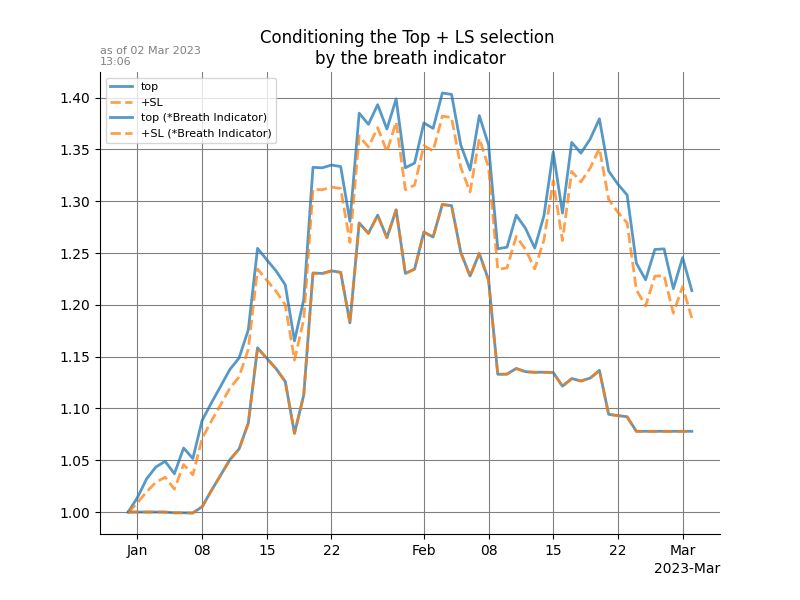 Conditioning the Top + LS selection
by the breath indicator
as of 02 Mar 2023
13:06
top
+SL
top (*Breath Indicator)
+SL (*Breath Indicator)
1.40
1.35
1.30
1.25
1.20
1.15
1.10
1.05
1.00
Jan 08 15 22 Feb 08 15 22 Mar
2023-Mar